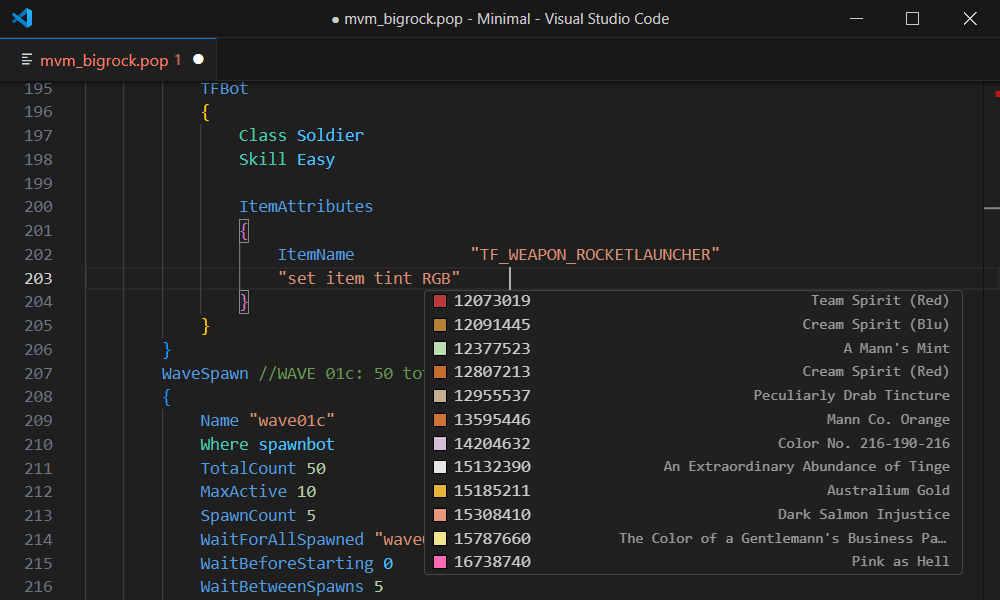 ● mvm_bigrock.pop - Minimal - Visual Studio Code
mvm_bigrock.pop 1 ●
195 TFBot
196 {
197 Class Soldier
198 Skill Easy
199
200 ItemAttributes
201 {
202 ItemName "TF_WEAPON_ROCKETLAUNCHER"
203 "set item tint RGB"
204 }
205 }
206 }
207 WaveSpawn //WAVE 01c: 50 to
208 {
209 Name "wave01c"
210 Where spawnbot
211 TotalCount 50
212 MaxActive 10
213 SpawnCount 5
214 WaitForAllSpawned "wave
215 WaitBeforeStarting 0
216 WaitBetweenSpawns 5
12073019 Team Spirit (Red)
12091445 Cream Spirit (Blu)
12377523 A Mann's Mint
12807213 Cream Spirit (Red)
12955537 Peculiarly Drab Tincture
13595446 Mann Co. Orange
14204632 Color No. 216-190-216
15132390 An Extraordinary Abundance of Tinge
15185211 Australium Gold
15308410 Dark Salmon Injustice
15787660 The Color of a Gentlemann's Business Pa…
16738740 Pink as Hell